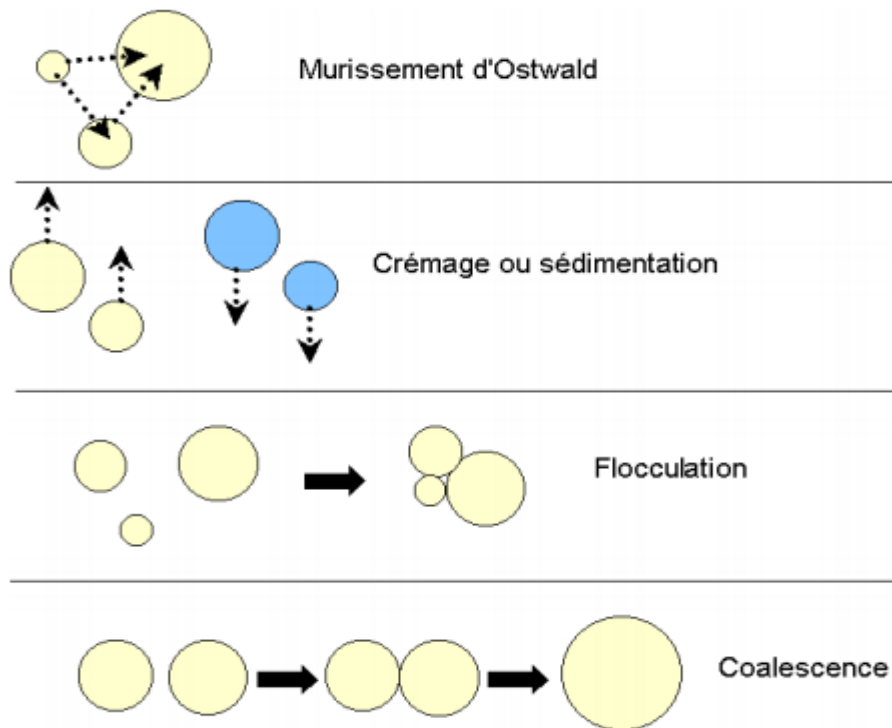 Murissement d'Ostwald
Crémage ou sédimentation
Flocculation
Coalescence